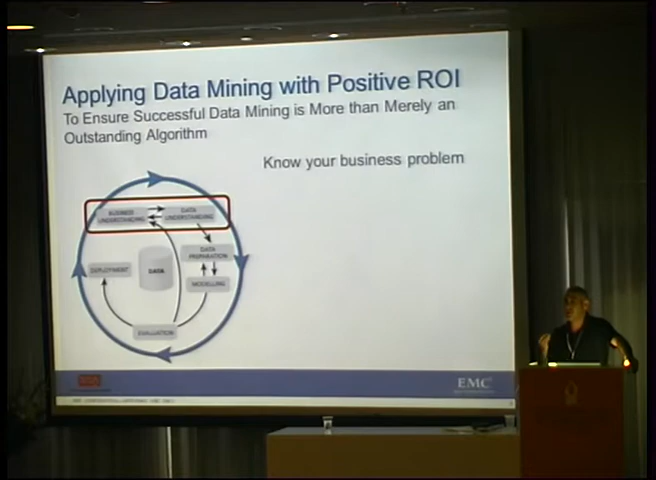 Applying Data Mining with Positive ROI
To Ensure Successful Data Mining is More than Merely an
Outstanding Algorithm
Know your business problem
BUSINESS
UNDERSTANDING
DATA
UNDERSTANDING
DATA
PREPARATION
DEPLOYMENT
DATA
MODELLING
EVALUATION
EMC